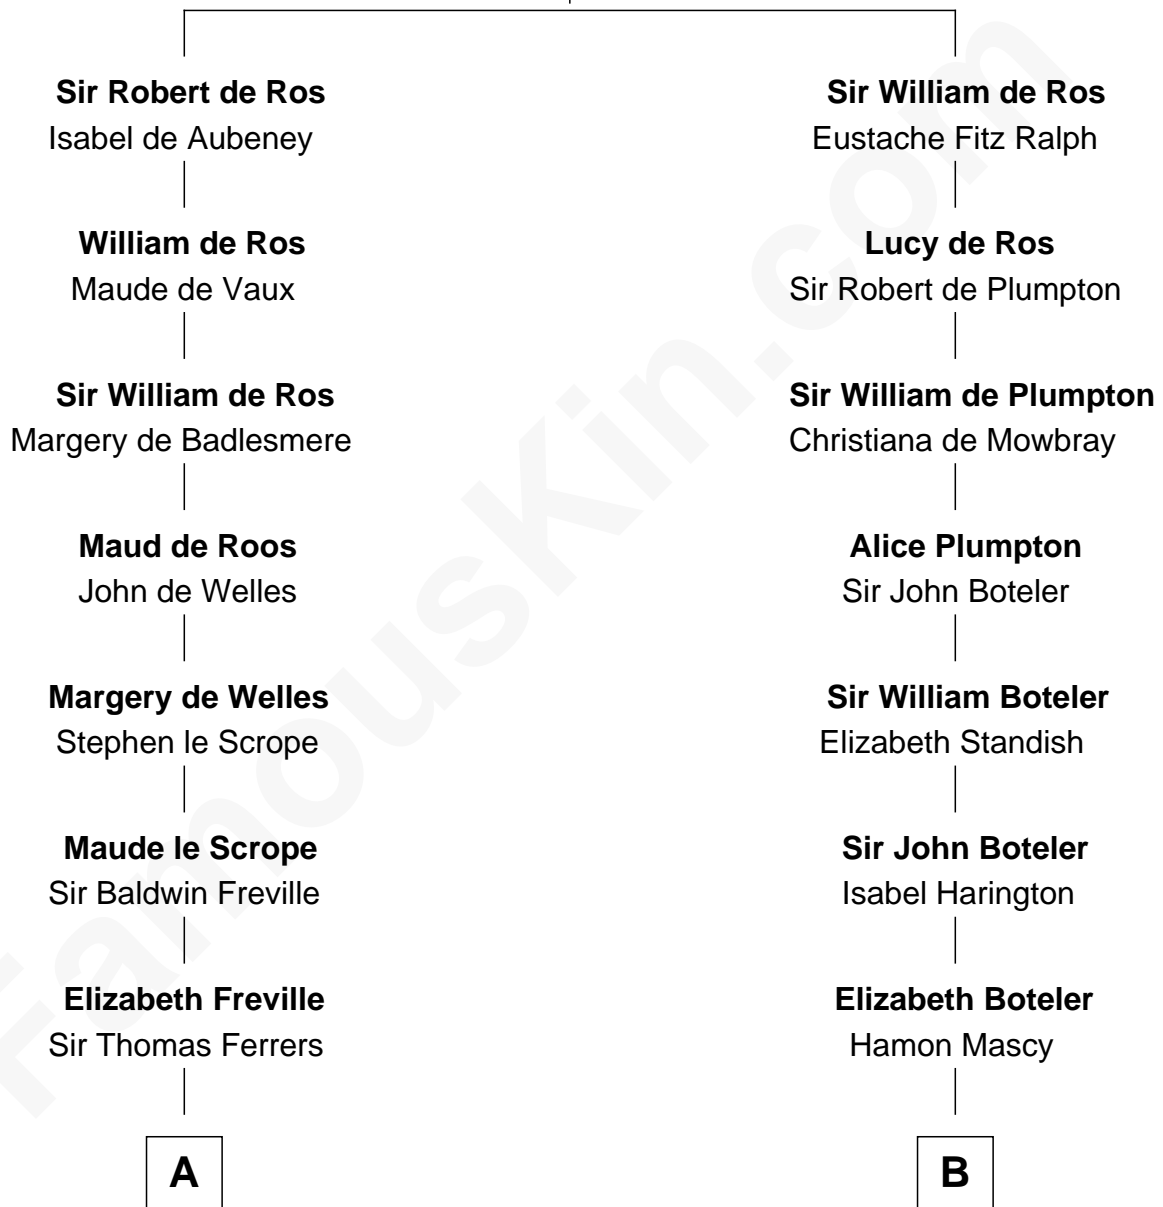 Sir Robert de Ros
Isabel de Aubeney
William de Ros
Maude de Vaux
Sir William de Ros
Margery de Badlesmere
Maud de Roos
John de Welles
Margery de Welles
Stephen le Scrope
Maude le Scrope
Sir Baldwin Freville
Elizabeth Freville
Sir Thomas Ferrers
A
Sir William de Ros
Eustache Fitz Ralph
Lucy de Ros
Sir Robert de Plumpton
Sir William de Plumpton
Christiana de Mowbray
Alice Plumpton
Sir John Boteler
Sir William Boteler
Elizabeth Standish
Sir John Boteler
Isabel Harington
Elizabeth Boteler
Hamon Mascy
B
FamousKin.com